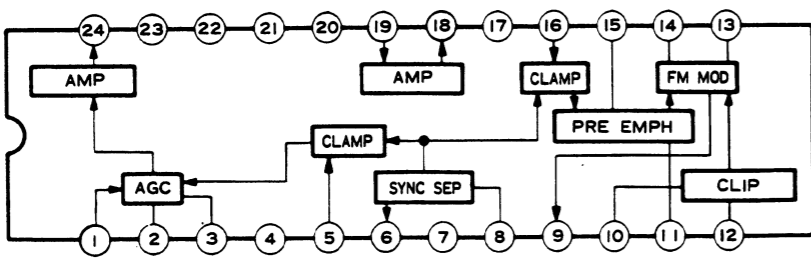 24 23 22 21 20 19 18 17 16 15 14 13
AMP AMP CLAMP FM MOD
PRE EMPH
CLAMP
AGC SYNC SEP CLIP
1 2 3 4 5 6 7 8 9 10 11 12